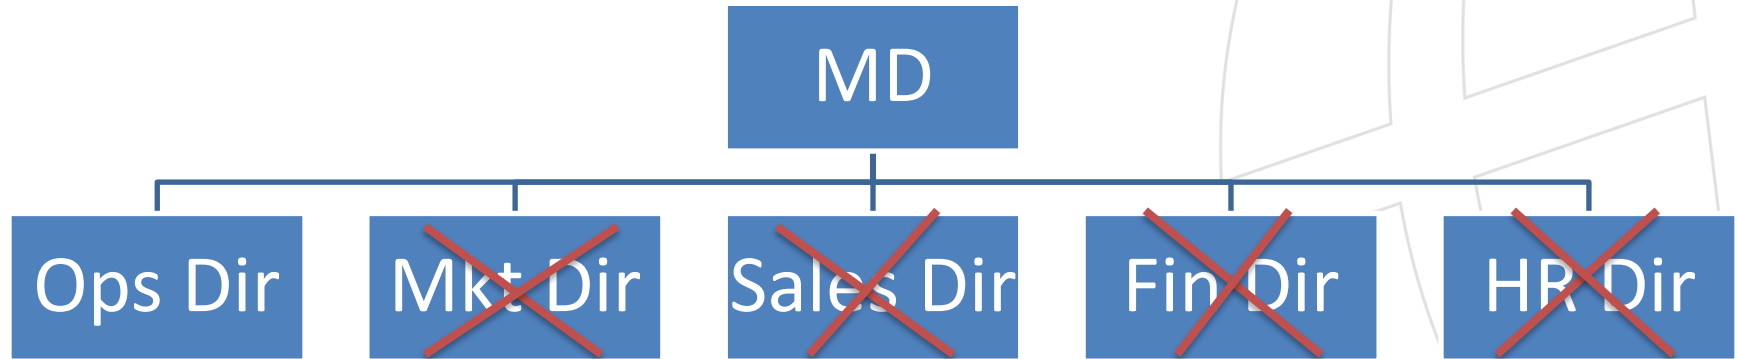 MD
Ops Dir
Mkt Dir
Sales Dir
Fin Dir
HR Dir